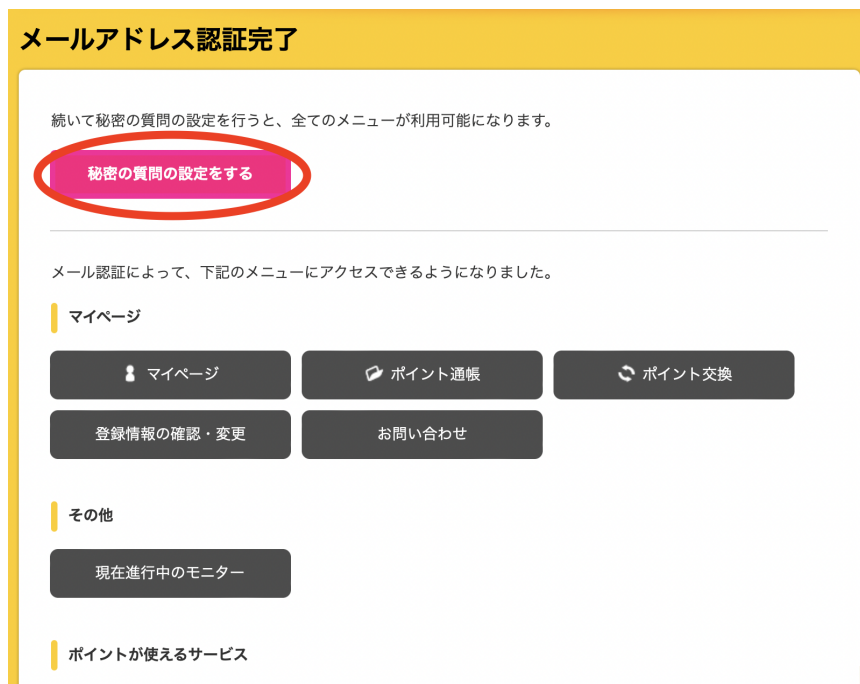 メールアドレス認証完了
続いて秘密の質問の設定を行うと、全てのメニューが利用可能になります。
秘密の質問の設定をする
メール認証によって、下記のメニューにアクセスできるようになりました。
マイページ
マイページ
ポイント通帳
ポイント交換
登録情報の確認・変更
お問い合わせ
その他
現在進行中のモニター
ポイントが使えるサービス